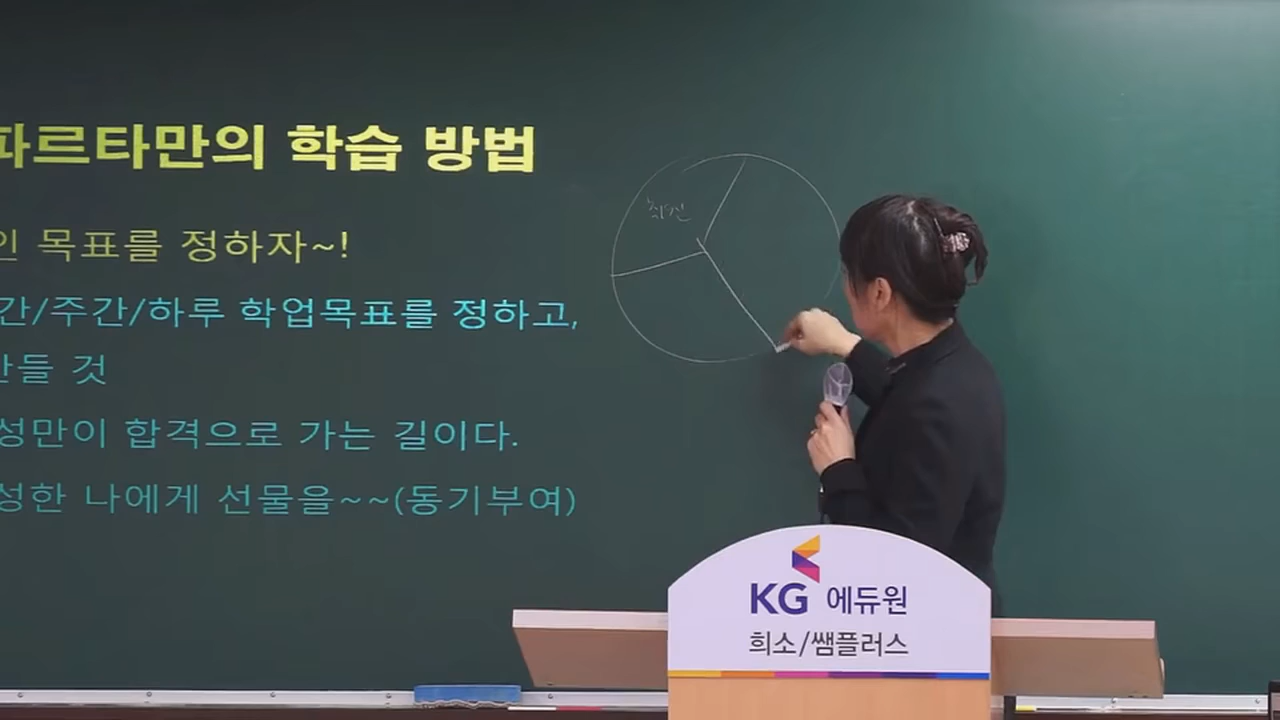 파르타만의 학습 방법
인 목표를 정하자~!
간/주간/하루 학업목표를 정하고,
만들 것
성만이 합격으로 가는 길이다.
성한 나에게 선물을~~(동기부여)
KG 에듀원
희소/쌤플러스